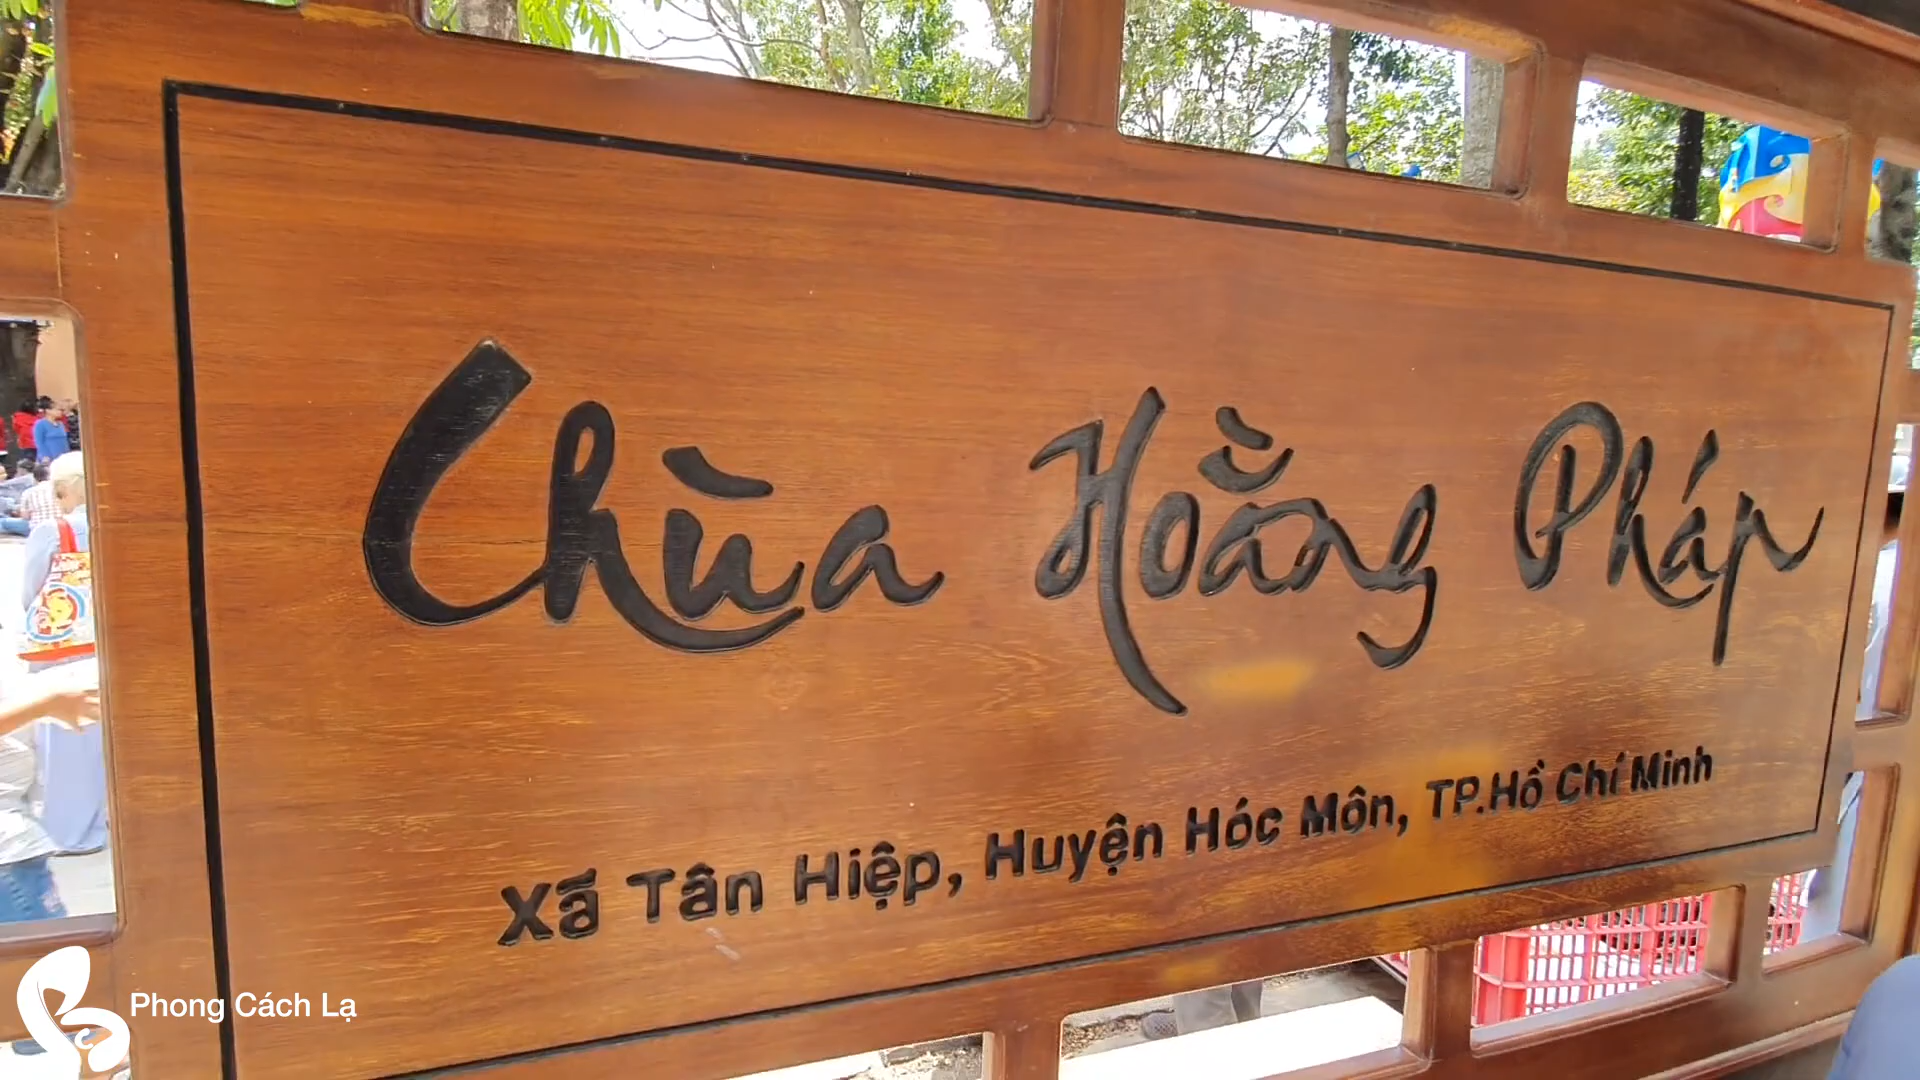 Chùa Hoằng Pháp
Xã Tân Hiệp, Huyện Hóc Môn, TP.Hồ Chí Minh
Phong Cách Lạ